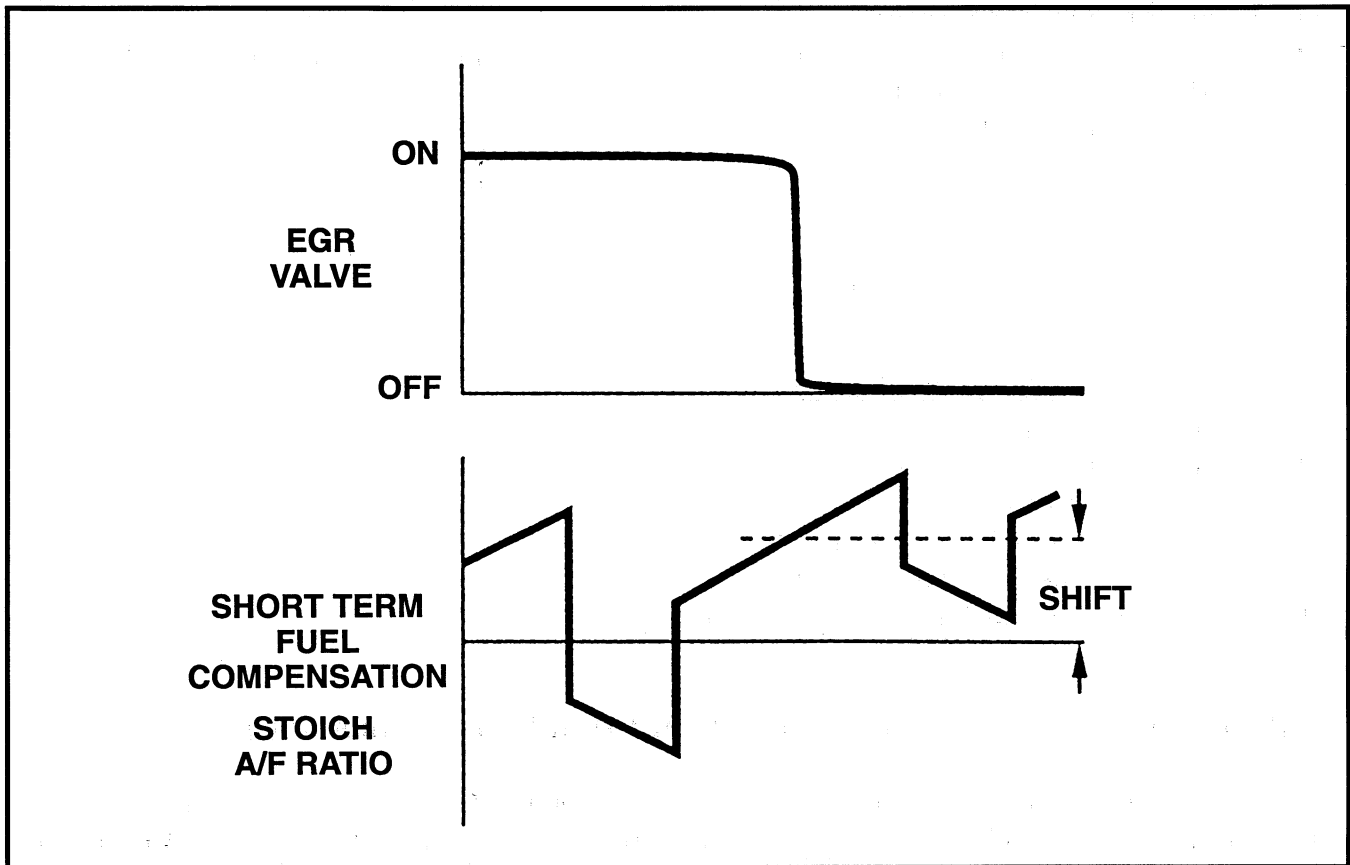 ON
EGR
VALVE
OFF
SHORT TERM
FUEL
COMPENSATION
SHIFT
STOICH
A/F RATIO